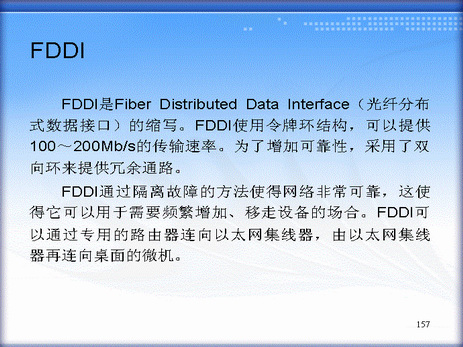 FDDI
FDDI是Fiber Distributed Data Interface（光纤分布
式数据接口）的缩写。FDDI使用令牌环结构，可以提供
100～200Mb/s的传输速率。为了增加可靠性，采用了双
向环来提供冗余通路。
FDDI通过隔离故障的方法使得网络非常可靠，这使
得它可以用于需要频繁增加、移走设备的场合。FDDI可
以通过专用的路由器连向以太网集线器，由以太网集线
器再连向桌面的微机。
157